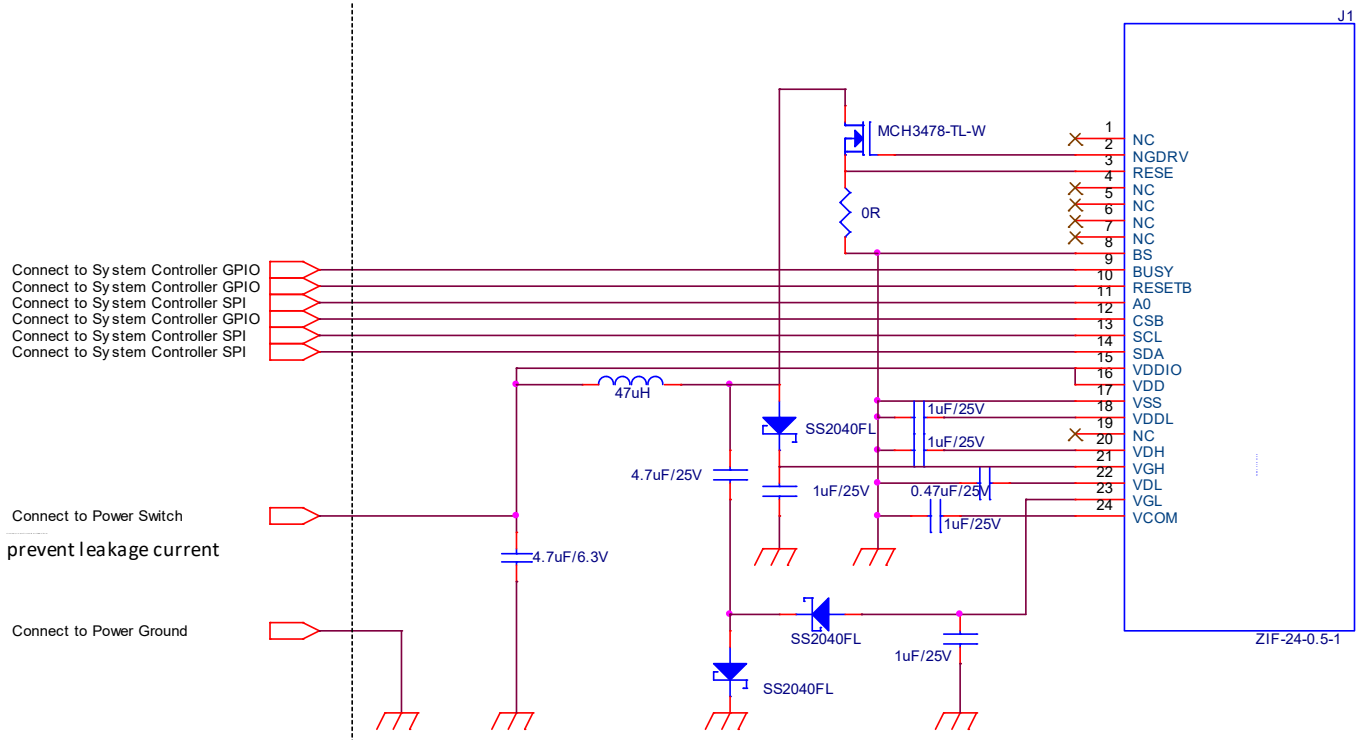 J1
MCH3478-TL-W
0R
1 NC
2 NGDRV
3 RESE
4 NC
5 NC
6 NC
7 NC
8 BS
9 BUSY
10 RESETB
11 A0
12 CSB
13 SCL
14 SDA
15 VDDIO
16 VDD
17 VSS
18 VDDL
19 NC
20 VDH
21 VGH
22 VDL
23 VGL
24 VCOM
ZIF-24-0.5-1
Connect to System Controller GPIO
Connect to System Controller GPIO
Connect to System Controller SPI
Connect to System Controller GPIO
Connect to System Controller SPI
Connect to System Controller SPI
47uH
SS2040FL
1uF/25V
1uF/25V
4.7uF/25V
1uF/25V
0.47uF/25V
1uF/25V
Connect to Power Switch
prevent leakage current
4.7uF/6.3V
Connect to Power Ground
SS2040FL
1uF/25V
SS2040FL